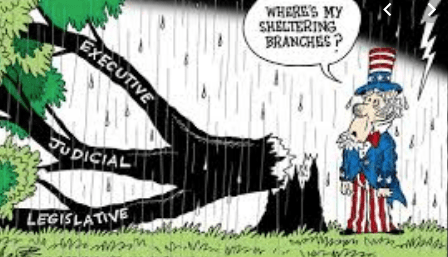 WHERE'S MY
SHELTERING
BRANCHES?
EXECUTIVE
JUDICIAL
LEGISLATIVE